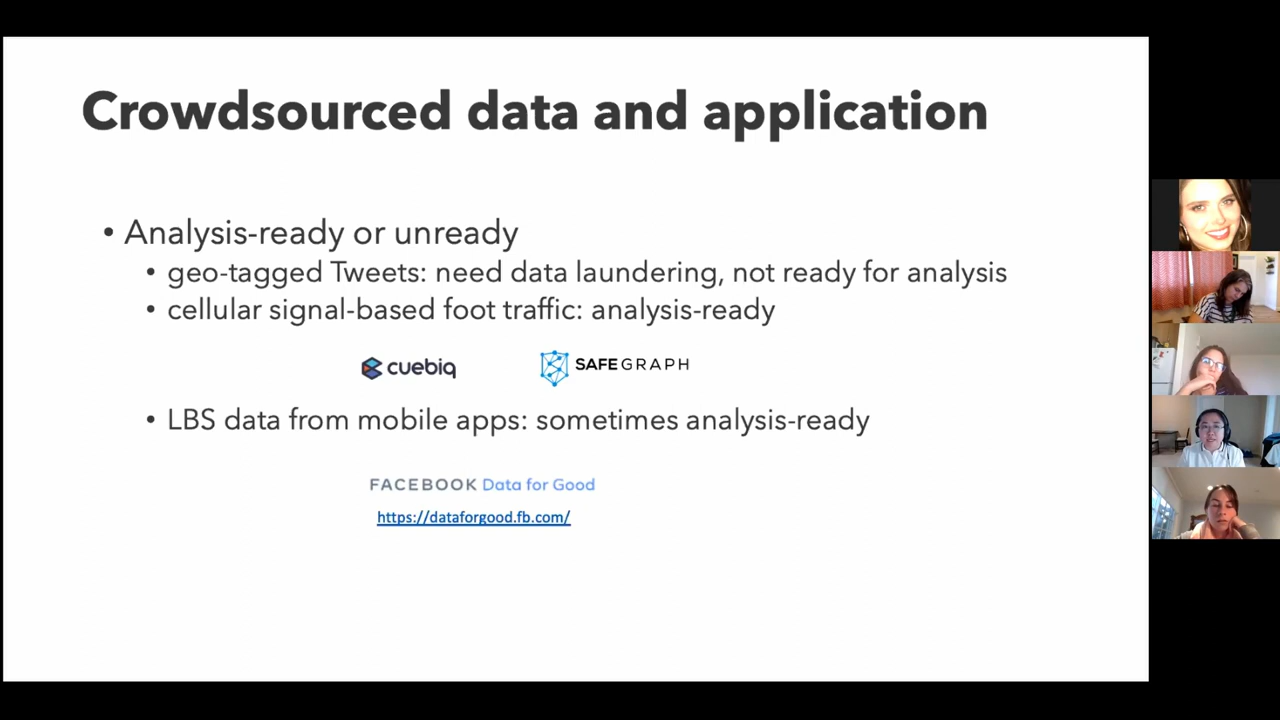 Crowdsourced data and application
• Analysis-ready or unready
• geo-tagged Tweets: need data laundering, not ready for analysis
• cellular signal-based foot traffic: analysis-ready
cuebiq
SAFEGRAPH
• LBS data from mobile apps: sometimes analysis-ready
FACEBOOK Data for Good
https://dataforgood.fb.com/